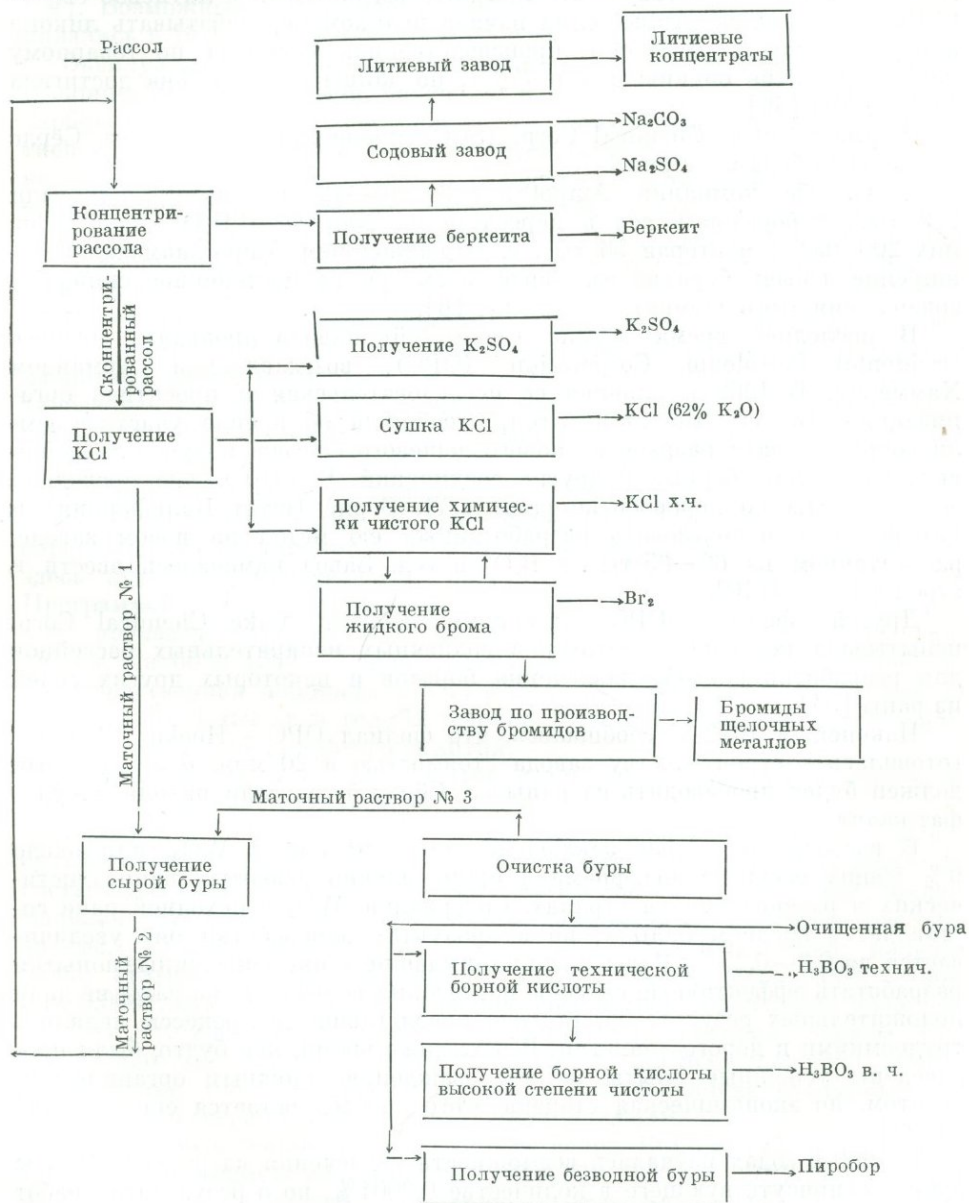 Рассол
Литиевый завод
Литиевые
концентраты
Содовый завод
Na₂CO₃
Na₂SO₄
Концентри-
рование
рассола
Получение беркеита
Беркеит
сконцентри-
рованный
рассол
Получение K₂SO₄
K₂SO₄
Получение
KCl
Сушка KCl
KCl (62% K₂O)
Получение химически-
ски чистого KCl
KCl х.ч.
Получение
жидкого брома
Br₂
Маточный раствор №
Завод по производ-
ству бромидов
Бромиды
щелочных
металлов
Маточный раствор № 3
Получение
сырой буры
Очистка буры
Очищенная бура
Маточный
раствор № 2
Получение технической
борной кислоты
H₃BO₃ технич.
Получение борной кислоты
высокой степени чистоты
H₃BO₃ в. ч.
Получение безводной буры
Пиробор